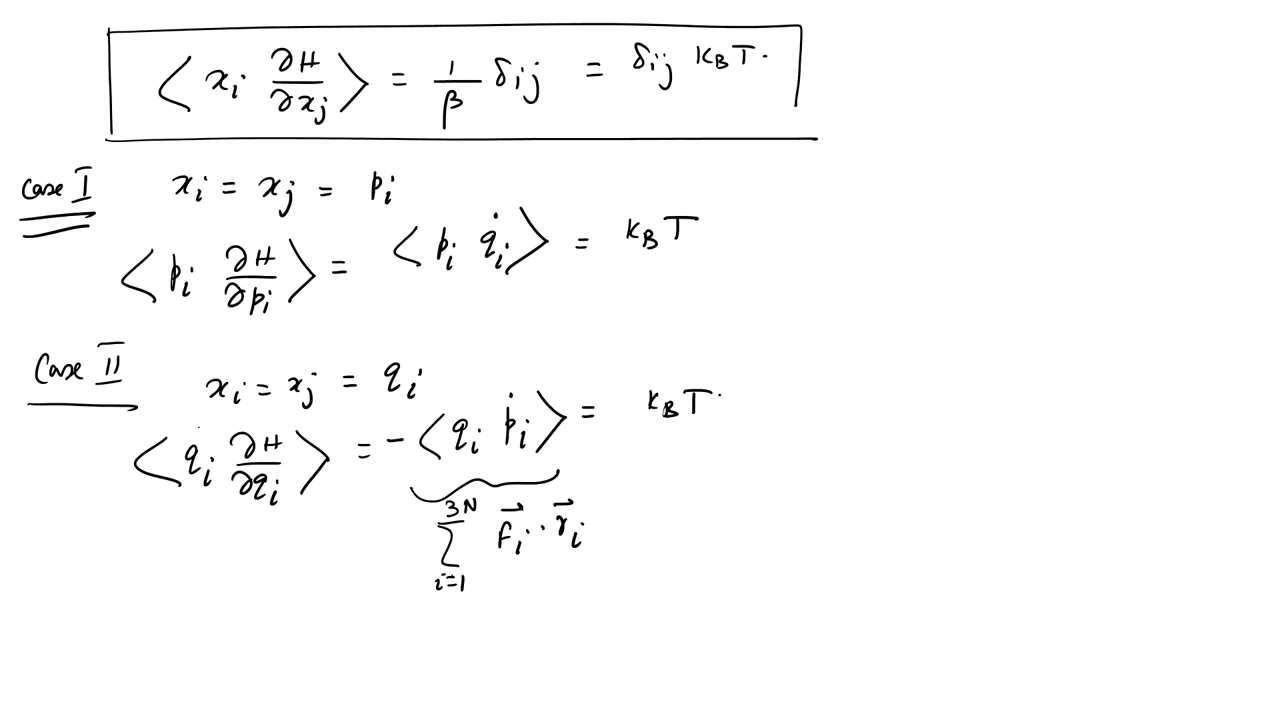 ⟨ x_i ∂H/∂x_j ⟩ = 1/β δ_ij = δ_ij k_B T.
Case I x_i = x_j = p_i
⟨ p_i ∂H/∂p_i ⟩ = ⟨ p_i q̇_i ⟩ = k_B T
Case II x_i = x_j = q_i
⟨ q_i ∂H/∂q_i ⟩ = - ⟨ q_i ṗ_i ⟩ = k_B T.
∑_{i=1}^{3N} f⃗_i · r⃗_i